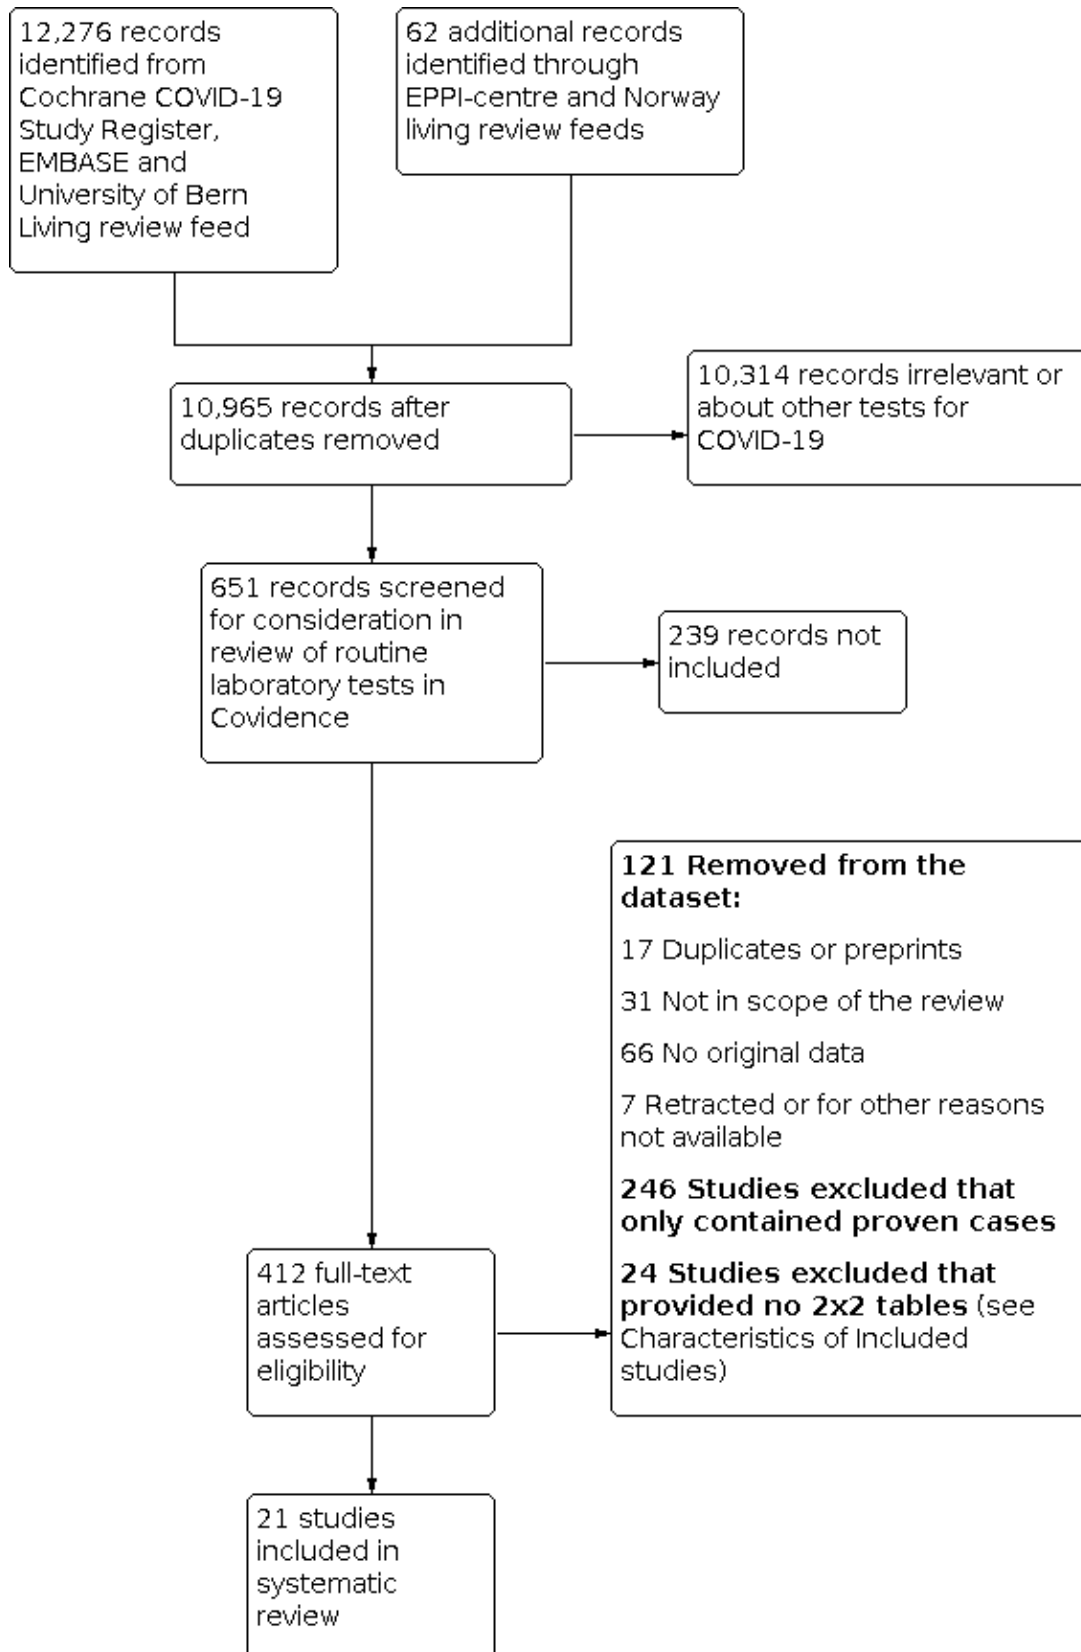 12,276 records
identified from
Cochrane COVID-19
Study Register,
EMBASE and
University of Bern
Living review feed
62 additional records
identified through
EPPI-centre and Norway
living review feeds
10,965 records after
duplicates removed
10,314 records irrelevant or
about other tests for
COVID-19
651 records screened
for consideration in
review of routine
laboratory tests in
Covidence
239 records not
included
412 full-text
articles
assessed for
eligibility
121 Removed from the
dataset:
17 Duplicates or preprints
31 Not in scope of the review
66 No original data
7 Retracted or for other reasons
not available
246 Studies excluded that
only contained proven cases
24 Studies excluded that
provided no 2x2 tables (see
Characteristics of Included
studies)
21 studies
included in
systematic
review